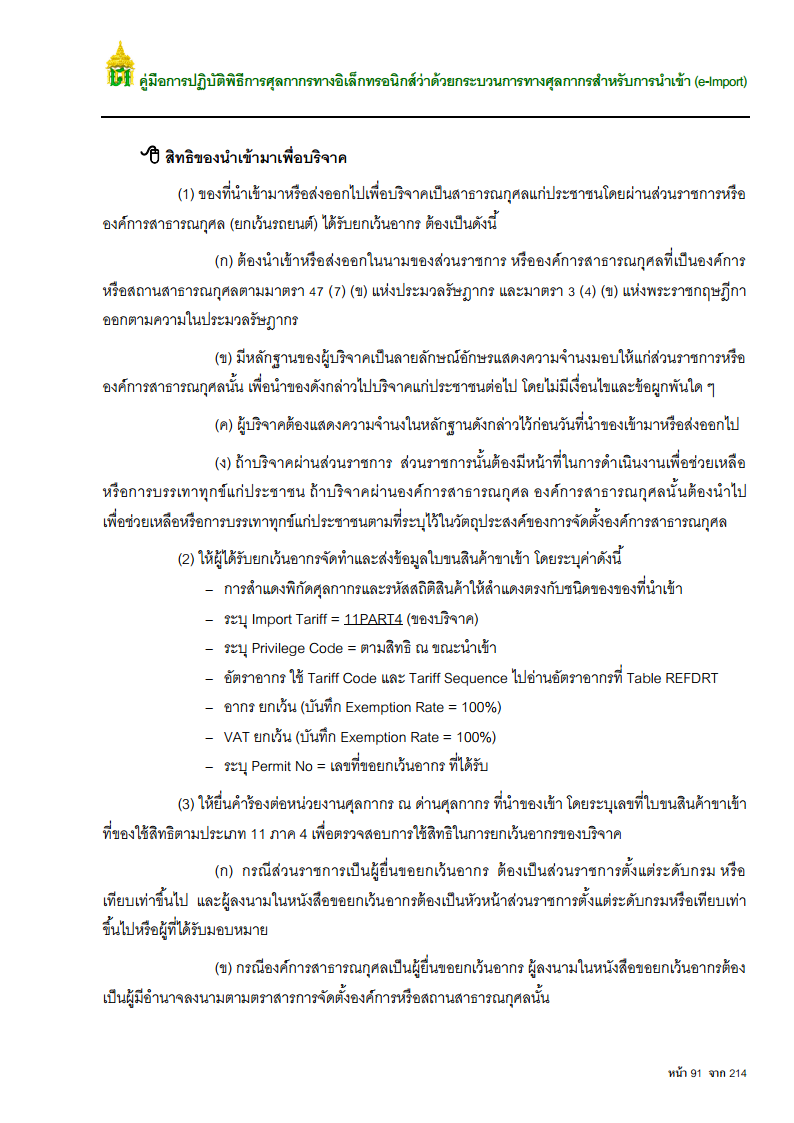 คู่มือการปฏิบัติพิธีการศุลกากรทางอิเล็กทรอนิกส์ว่าด้วยกระบวนการทางศุลกากรสำหรับการนำเข้า (e-Import)
สิทธิของนำเข้ามาเพื่อบริจาค
(1) ของที่นำเข้ามาหรือส่งออกไปเพื่อบริจาคเป็นสาธารณกุศลแก่ประชาชนโดยผ่านส่วนราชการหรือ
องค์การสาธารณกุศล (ยกเว้นรถยนต์) ได้รับยกเว้นอากร ต้องเป็นดังนี้
(ก) ต้องนำเข้าหรือส่งออกในนามของส่วนราชการ หรือองค์การสาธารณกุศลที่เป็นองค์การ
หรือสถานสาธารณกุศลตามมาตรา 47 (7) (ข) แห่งประมวลรัษฎากร และมาตรา 3 (4) (ข) แห่งพระราชกฤษฎีกา
ออกตามความในประมวลรัษฎากร
(ข) มีหลักฐานของผู้บริจาคเป็นลายลักษณ์อักษรแสดงความจำนงมอบให้แก่ส่วนราชการหรือ
องค์การสาธารณกุศลนั้น เพื่อนำของดังกล่าวไปบริจาคแก่ประชาชนต่อไป โดยไม่มีเงื่อนไขและข้อผูกพันใด ๆ
(ค) ผู้บริจาคต้องแสดงความจำนงในหลักฐานดังกล่าวไว้ก่อนวันที่นำของเข้ามาหรือส่งออกไป
(ง) ถ้าบริจาคผ่านส่วนราชการ ส่วนราชการนั้นต้องมีหน้าที่ในการดำเนินงานเพื่อช่วยเหลือ
หรือการบรรเทาทุกข์แก่ประชาชน ถ้าบริจาคผ่านองค์การสาธารณกุศล องค์การสาธารณกุศลนั้นต้องนำไป
เพื่อช่วยเหลือหรือการบรรเทาทุกข์แก่ประชาชนตามที่ระบุไว้ในวัตถุประสงค์ของการจัดตั้งองค์การสาธารณกุศล
(2) ให้ผู้ได้รับยกเว้นอากรจัดทำและส่งข้อมูลใบขนสินค้าขาเข้า โดยระบุค่าดังนี้
– การสำแดงพิกัดศุลกากรและรหัสสถิติสินค้าให้สำแดงตรงกับชนิดของของที่นำเข้า
– ระบุ Import Tariff = 11PART4 (ของบริจาค)
– ระบุ Privilege Code = ตามสิทธิ ณ ขณะนำเข้า
– อัตราอากร ใช้ Tariff Code และ Tariff Sequence ไปอ่านอัตราอากรที่ Table REFDRT
– อากร ยกเว้น (บันทึก Exemption Rate = 100%)
– VAT ยกเว้น (บันทึก Exemption Rate = 100%)
– ระบุ Permit No = เลขที่ขอยกเว้นอากร ที่ได้รับ
(3) ให้ยื่นคำร้องต่อหน่วยงานศุลกากร ณ ด่านศุลกากร ที่นำของเข้า โดยระบุเลขที่ใบขนสินค้าขาเข้า
ที่ของใช้สิทธิตามประเภท 11 ภาค 4 เพื่อตรวจสอบการใช้สิทธิในการยกเว้นอากรของบริจาค
(ก) กรณีส่วนราชการเป็นผู้ยื่นขอยกเว้นอากร ต้องเป็นส่วนราชการตั้งแต่ระดับกรม หรือ
เทียบเท่าขึ้นไป และผู้ลงนามในหนังสือขอยกเว้นอากรต้องเป็นหัวหน้าส่วนราชการตั้งแต่ระดับกรมหรือเทียบเท่า
ขึ้นไปหรือผู้ที่ได้รับมอบหมาย
(ข) กรณีองค์การสาธารณกุศลเป็นผู้ยื่นขอยกเว้นอากร ผู้ลงนามในหนังสือขอยกเว้นอากรต้อง
เป็นผู้มีอำนาจลงนามตามตราสารการจัดตั้งองค์การหรือสถานสาธารณกุศลนั้น
หน้า 91 จาก 214